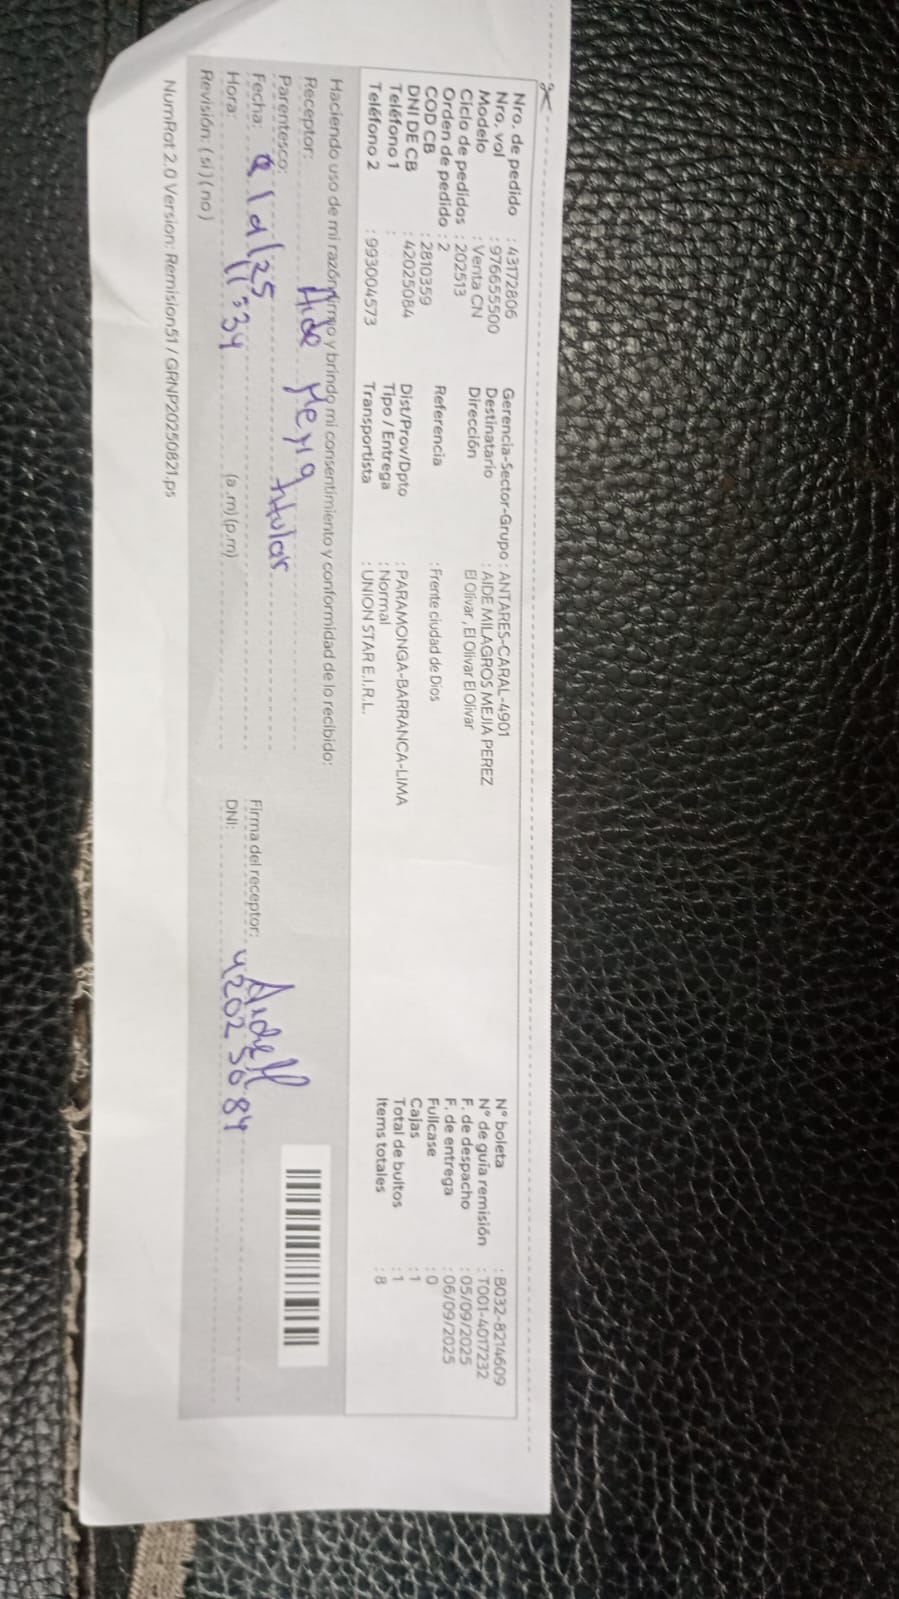 Nro. de pedido : 43172806
Nro. vol : 976655500
Modelo : Venta CN
Ciclo de pedidos : 202513
Orden de pedido : 2
COD CB : 2810359
DNI DE CB : 42025084
Teléfono 1 :
Teléfono 2 : 993004573
Gerencia-Sector-Grupo : ANTARES-CARAL-4901
Destinatario : AIDE MILAGROS MEJIA PEREZ
Dirección El Olivar , El Olivar El Olivar
Referencia : Frente ciudad de Dios
Dist/Prov/Dpto : PARAMONGA-BARRANCA-LIMA
Tipo / Entrega : Normal
Transportista : UNION STAR E.I.R.L.
N° boleta : B032-8214609
N° de guía remisión : T001-4017232
F. de despacho : 05/09/2025
F. de entrega : 06/09/2025
Fullcase : 0
Cajas : 1
Total de bultos : 1
Items totales : 8
Haciendo uso de mi razón firmo y brindo mi consentimiento y conformidad de lo recibido:
Receptor: Aide Mejia
Parentesco: titular
Fecha:
Hora: 11:34 (a.m) (p.m)
Revisión: ( si ) ( no )
Firma del receptor:
DNI: 42025084
NumRot 2.0 Version: Remision51 / GRNP20250821.ps